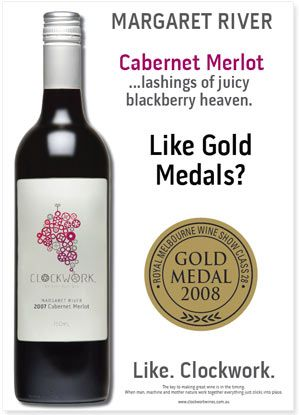 MARGARET RIVER
Cabernet Merlot
...lashings of juicy
blackberry heaven.
Like Gold
Medals?
CLOCKWORK
MARGARET RIVER
2007 Cabernet Merlot
750mL
ROYAL MELBOURNE WINE SHOW CLASS 28
GOLD
MEDAL
2008
Like. Clockwork.
The key to making great wine is in the timing.
When man, machine and mother nature work together everything just clicks into place.
www.clockworkwines.com.au